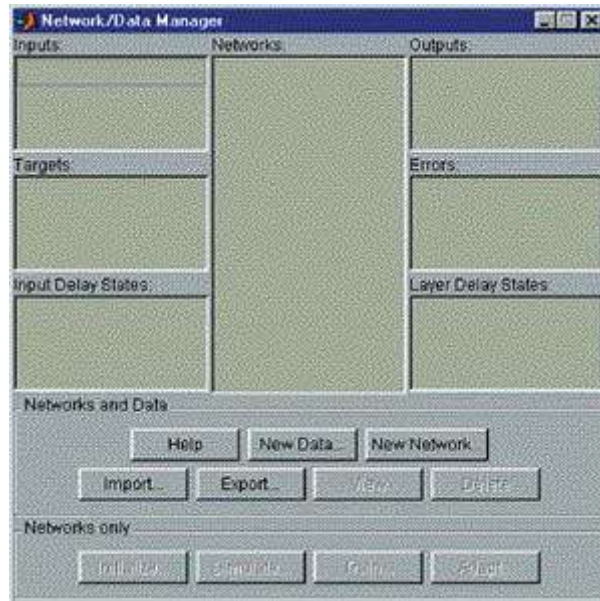 Network/Data Manager
Inputs: Networks: Outputs:
Targets: Errors:
Input Delay States: Layer Delay States:
Networks and Data
Help New Data... New Network
Import... Export... View Delete
Networks only
Initialize... Simulate... Train... Adapt...